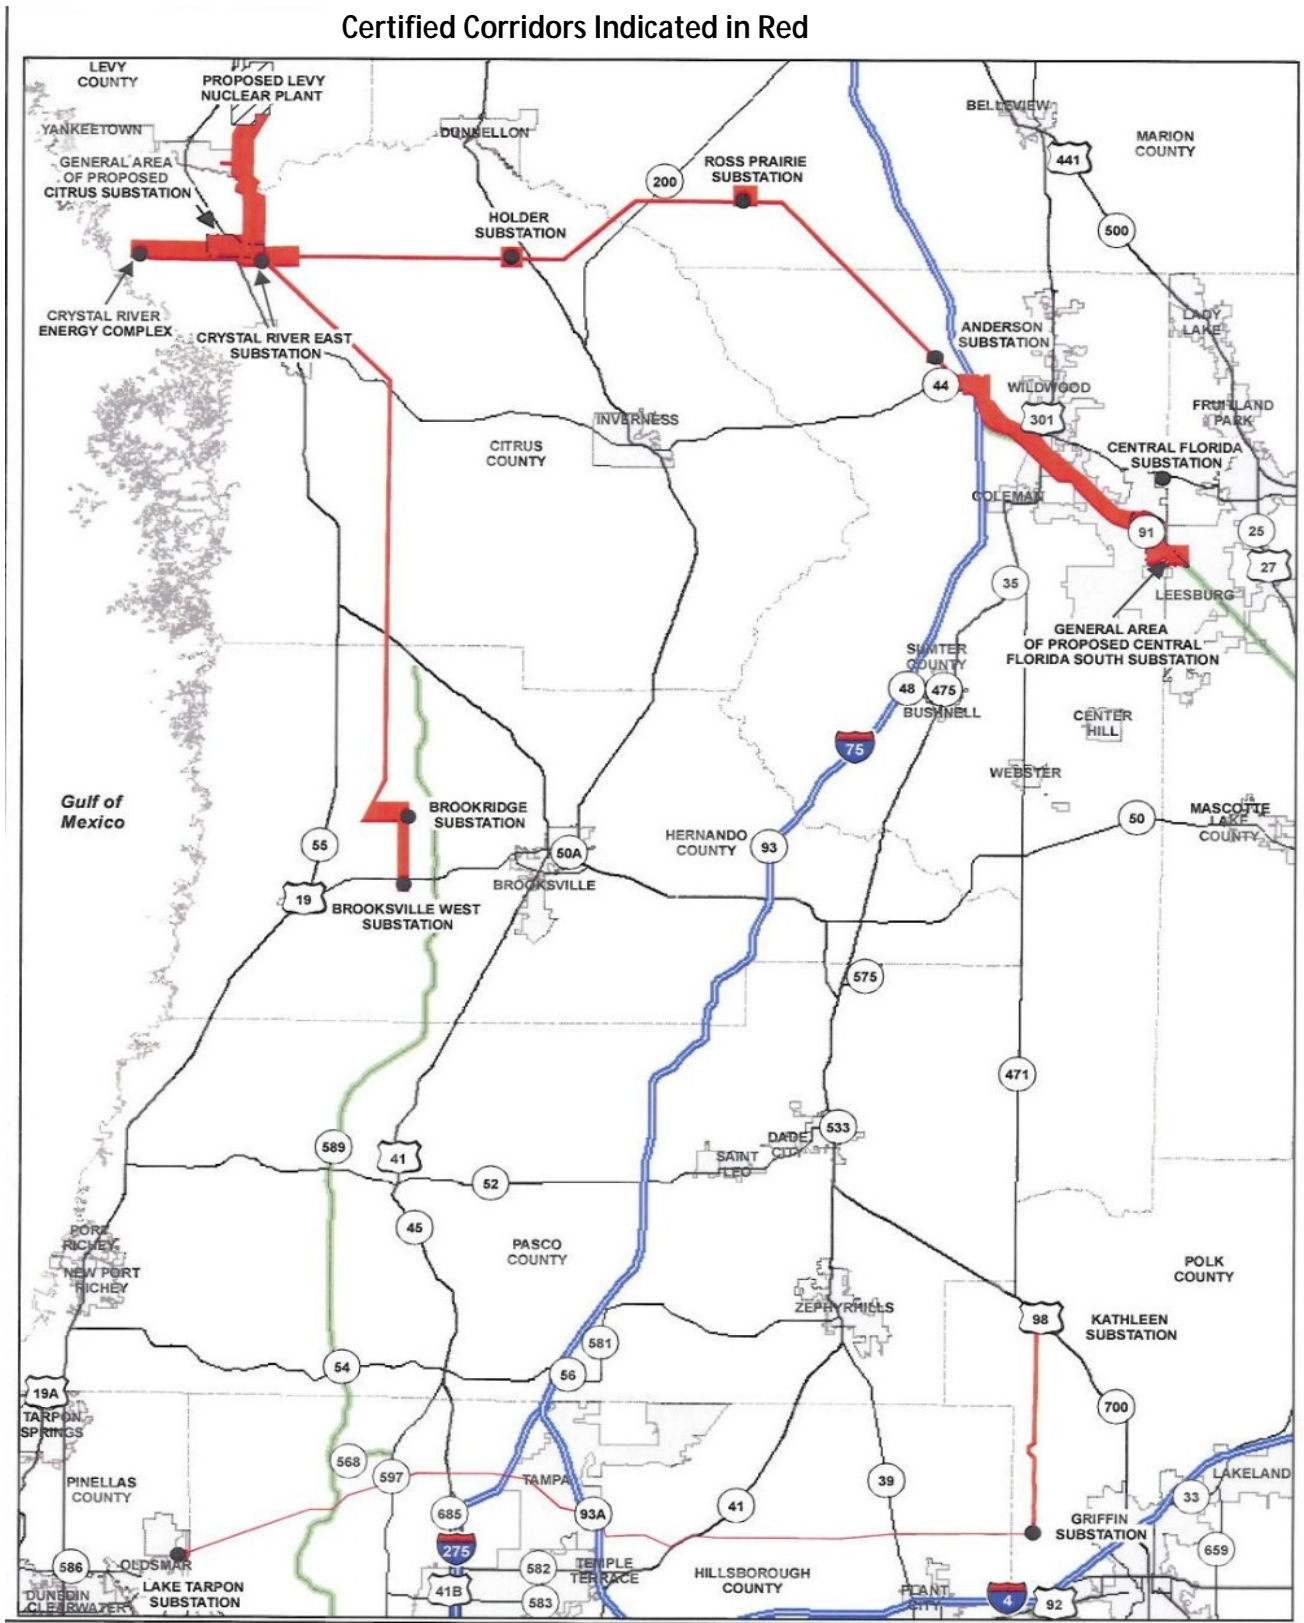 Certified Corridors Indicated in Red
LEVY
COUNTY
PROPOSED LEVY
NUCLEAR PLANT
YANKEETOWN
DUNNELLON
BELLEVIEW
MARION
COUNTY
441
GENERAL AREA
OF PROPOSED
CITRUS SUBSTATION
200
ROSS PRAIRIE
SUBSTATION
HOLDER
SUBSTATION
500
CRYSTAL RIVER
ENERGY COMPLEX
CRYSTAL RIVER EAST
SUBSTATION
ANDERSON
SUBSTATION
LADY
LAKE
44
WILDWOOD
301
FRUITLAND
PARK
INVERNESS
CITRUS
COUNTY
CENTRAL FLORIDA
SUBSTATION
COLEMAN
91
25
27
35
LEESBURG
GENERAL AREA
OF PROPOSED CENTRAL
FLORIDA SOUTH SUBSTATION
SUMTER
COUNTY
48
475
BUSHNELL
CENTER
HILL
75
WEBSTER
Gulf of
Mexico
BROOKRIDGE
SUBSTATION
50
MASCOTTE
LAKE
COUNTY
55
50A
HERNANDO
COUNTY
93
19
BROOKSVILLE
BROOKSVILLE WEST
SUBSTATION
575
471
589
41
533
DADE
CITY
SAINT
LEO
52
45
PORT
RICHEY
NEW PORT
RICHEY
PASCO
COUNTY
POLK
COUNTY
ZEPHYRHILLS
98
KATHLEEN
SUBSTATION
581
54
56
19A
TARPON
SPRINGS
700
568
597
TAMPA
39
LAKELAND
PINELLAS
COUNTY
33
41
685
93A
GRIFFIN
SUBSTATION
275
659
586
OLDSMAR
582
TEMPLE
TERRACE
HILLSBOROUGH
COUNTY
LAKE TARPON
SUBSTATION
41B
583
PLANT
CITY
4
92
DUNEDIN
CLEARWATER